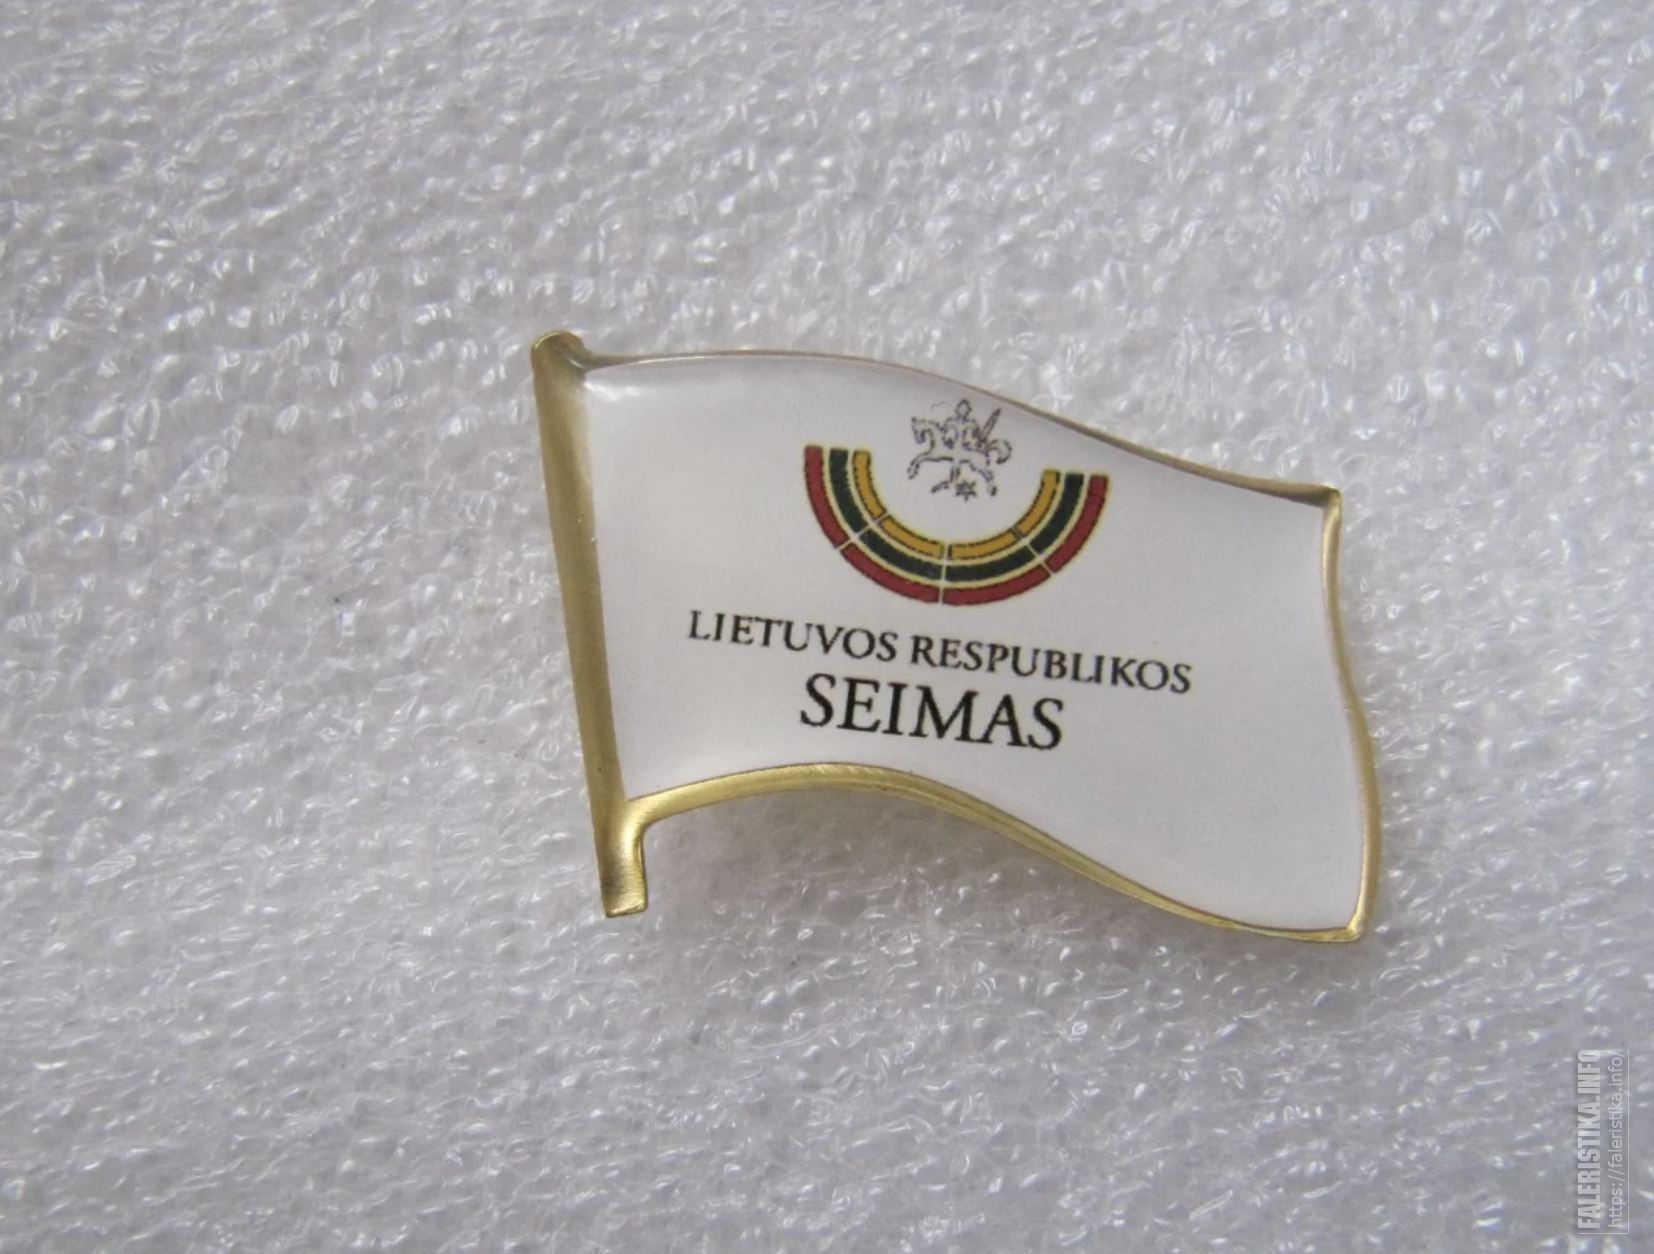 LIETUVOS RESPUBLIKOS
SEIMAS
FALERISTIKA.INFO
https://faleristika.info/